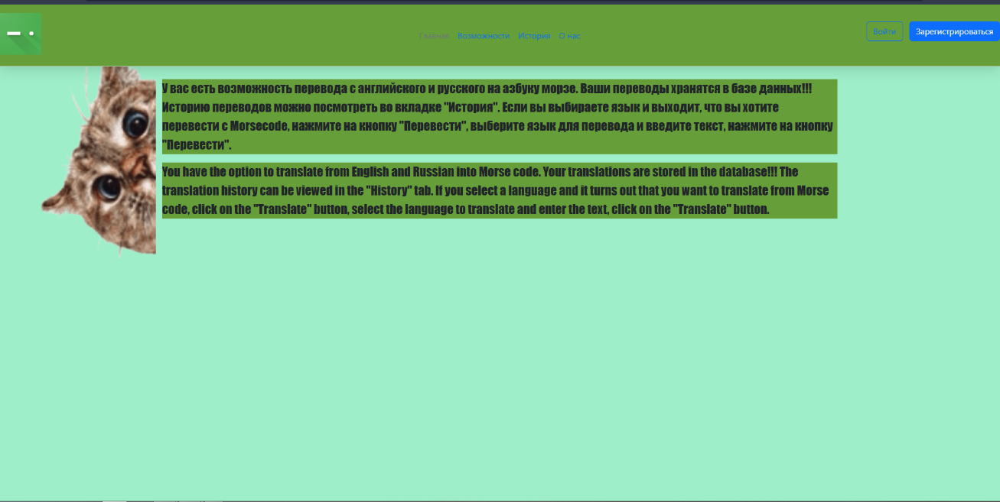 Главная Возможности История О нас Войти Зарегистрироваться
У вас есть возможность перевода с английского и русского на азбуку морзе. Ваши переводы хранятся в базе данных!!!
Историю переводов можно посмотреть во вкладке "История". Если вы выбираете язык и выходит, что вы хотите
перевести с Morsecode, нажмите на кнопку "Перевести", выберите язык для перевода и введите текст, нажмите на кнопку
"Перевести".
You have the option to translate from English and Russian into Morse code. Your translations are stored in the database!!! The
translation history can be viewed in the "History" tab. If you select a language and it turns out that you want to translate from Morse
code, click on the "Translate" button, select the language to translate and enter the text, click on the "Translate" button.